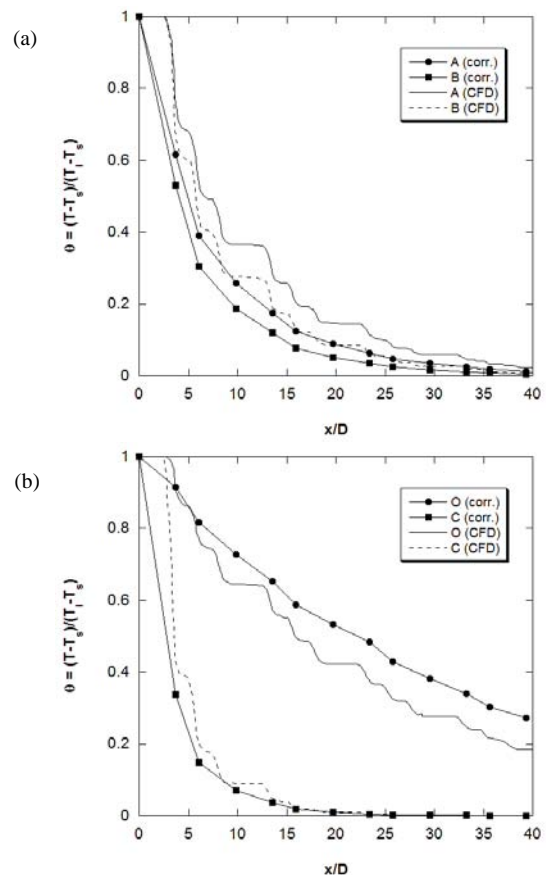 (a)
1
0.8
0.6
0.4
0.2
0
θ = (T-Ts)/(Ti-Ts)
A (corr.)
B (corr.)
A (CFD)
B (CFD)
0 5 10 15 20 25 30 35 40
x/D
(b)
1
0.8
0.6
0.4
0.2
0
θ = (T-Ts)/(Ti-Ts)
O (corr.)
C (corr.)
O (CFD)
C (CFD)
0 5 10 15 20 25 30 35 40
x/D